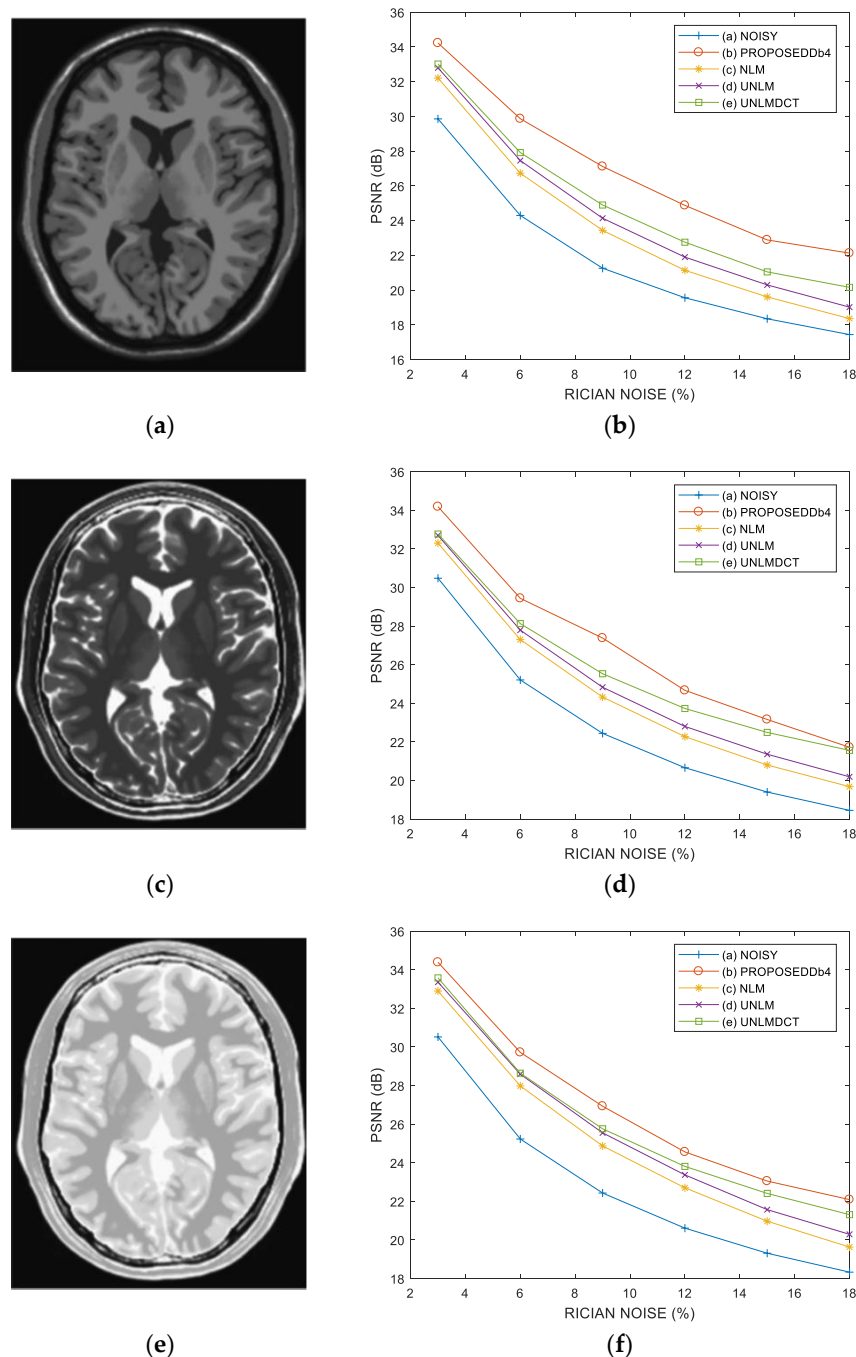 36
34
32
30
28
26
24
22
20
18
16
PSNR (dB)
(a) NOISY
(b) PROPOSEDDb4
(c) NLM
(d) UNLM
(e) UNLMDCT
2 4 6 8 10 12 14 16 18
RICIAN NOISE (%)
(a)
(b)
36
34
32
30
28
26
24
22
20
18
PSNR (dB)
(a) NOISY
(b) PROPOSEDDb4
(c) NLM
(d) UNLM
(e) UNLMDCT
2 4 6 8 10 12 14 16 18
RICIAN NOISE (%)
(c)
(d)
36
34
32
30
28
26
24
22
20
18
PSNR (dB)
(a) NOISY
(b) PROPOSEDDb4
(c) NLM
(d) UNLM
(e) UNLMDCT
2 4 6 8 10 12 14 16 18
RICIAN NOISE (%)
(e)
(f)